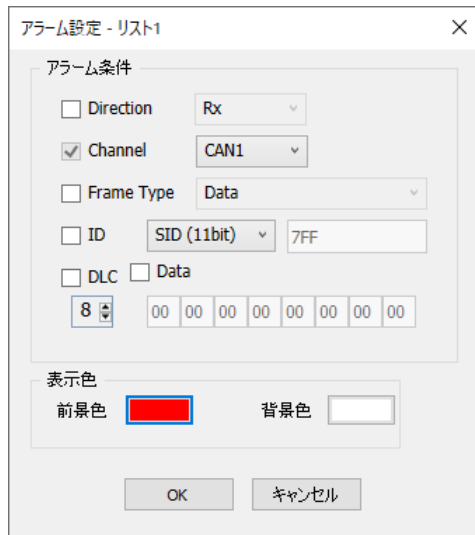 アラーム設定 - リスト1
アラーム条件
Direction Rx
Channel CAN1
Frame Type Data
ID SID (11bit) 7FF
DLC Data
8 00 00 00 00 00 00 00 00
表示色
前景色 背景色
OK キャンセル